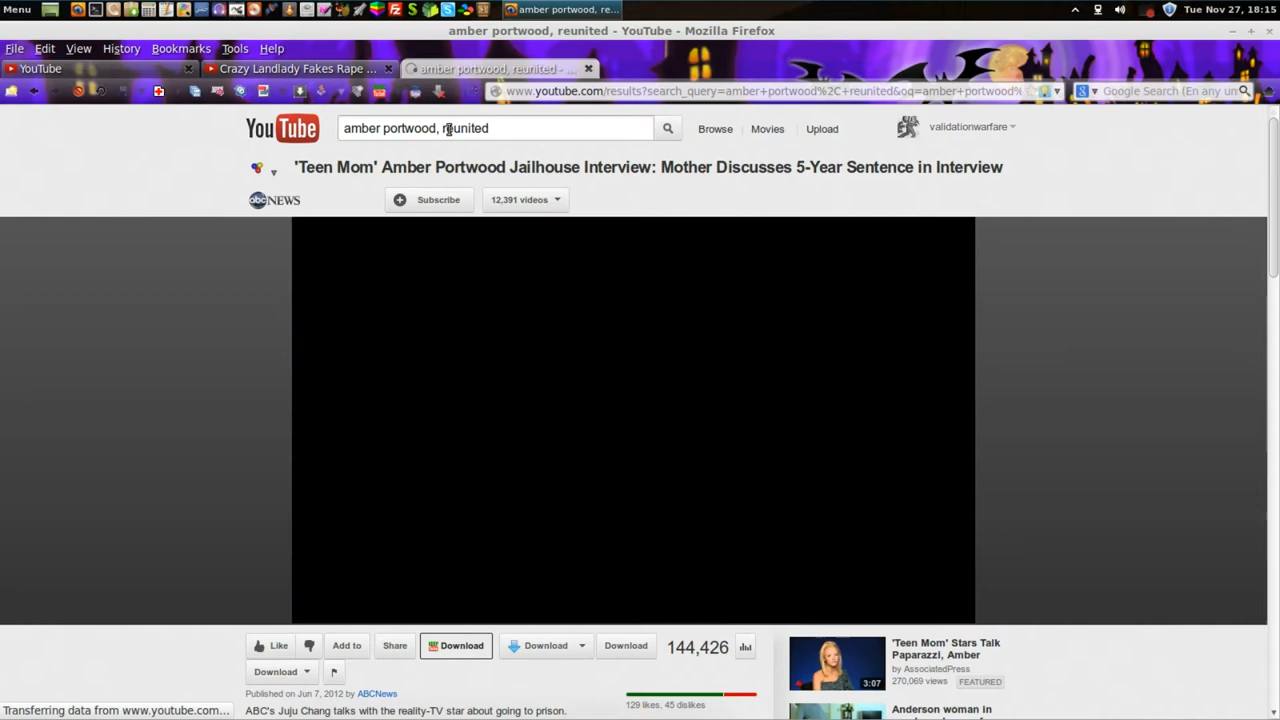 Menu
amber portwood, re...
Tue Nov 27, 18:15
amber portwood, reunited - YouTube - Mozilla Firefox
File Edit View History Bookmarks Tools Help
YouTube
Crazy Landlady Fakes Rape ...
amber portwood, reunited - ...
www.youtube.com/results?search_query=amber+portwood%2C+reunited&oq=amber+portwood%
Google Search (En any un
YouTube
amber portwood, reunited
Browse
Movies
Upload
validationwarfare
'Teen Mom' Amber Portwood Jailhouse Interview: Mother Discusses 5-Year Sentence in Interview
abc NEWS
Subscribe
12,391 videos
Like
Add to
Share
Download
Download
Download
144,426
Download
Published on Jun 7, 2012 by ABCNews
129 likes, 45 dislikes
ABC's Juju Chang talks with the reality-TV star about going to prison.
3:07
'Teen Mom' Stars Talk
Paparazzi, Amber
by AssociatedPress
270,069 views FEATURED
Anderson woman in
Transferring data from www.youtube.com...